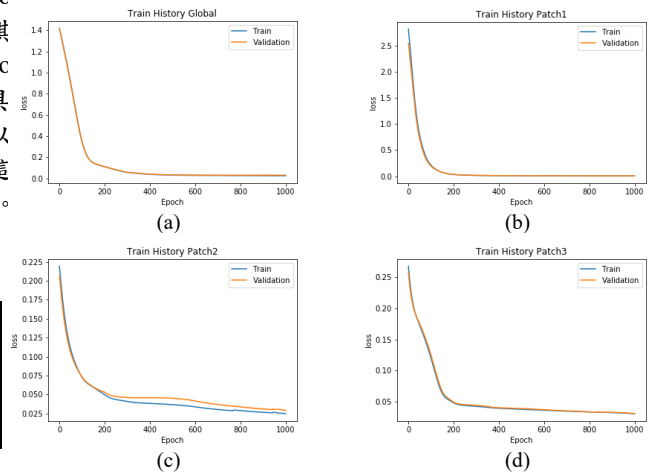 Train History Global
Train
Validation
1.4
1.2
1.0
0.8
0.6
0.4
0.2
0.0
loss
0 200 400 600 800 1000
Epoch
(a)
Train History Patch1
Train
Validation
2.5
2.0
1.5
1.0
0.5
0.0
loss
0 200 400 600 800 1000
Epoch
(b)
Train History Patch2
Train
Validation
0.225
0.200
0.175
0.150
0.125
0.100
0.075
0.050
0.025
loss
0 200 400 600 800 1000
Epoch
(c)
Train History Patch3
Train
Validation
0.25
0.20
0.15
0.10
0.05
loss
0 200 400 600 800 1000
Epoch
(d)